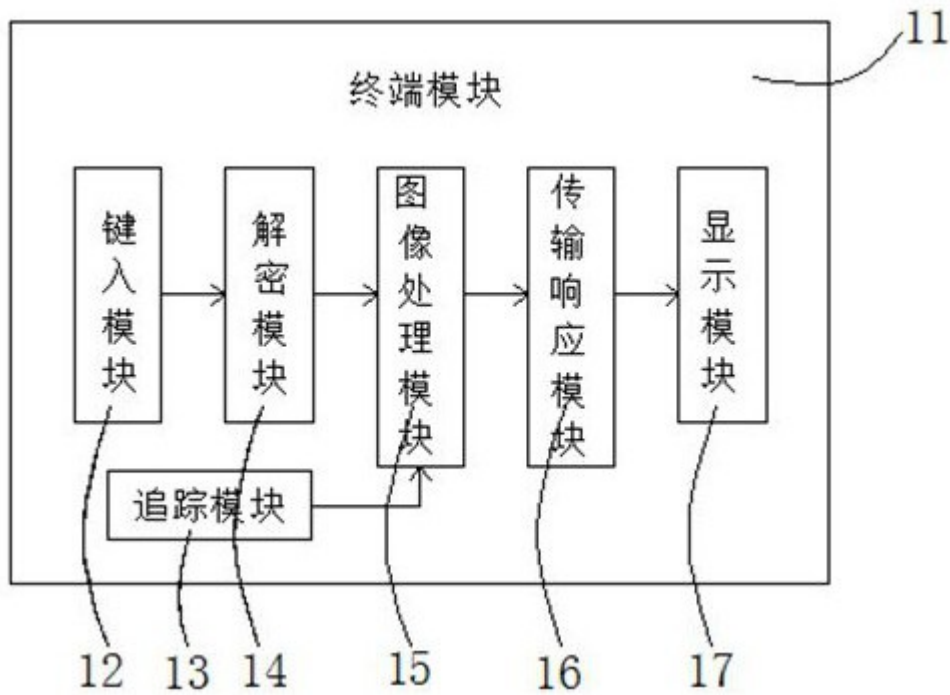 11
终端模块
键入模块
解密模块
图像处理模块
传输响应模块
显示模块
追踪模块
12
13
14
15
16
17